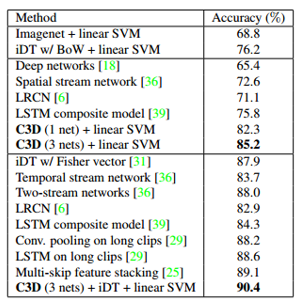 Method Accuracy (%)
Imagenet + linear SVM 68.8
iDT w/ BoW + linear SVM 76.2
Deep networks [18] 65.4
Spatial stream network [36] 72.6
LRCN [6] 71.1
LSTM composite model [39] 75.8
C3D (1 net) + linear SVM 82.3
C3D (3 nets) + linear SVM 85.2
iDT w/ Fisher vector [31] 87.9
Temporal stream network [36] 83.7
Two-stream networks [36] 88.0
LRCN [6] 82.9
LSTM composite model [39] 84.3
Conv. pooling on long clips [29] 88.2
LSTM on long clips [29] 88.6
Multi-skip feature stacking [25] 89.1
C3D (3 nets) + iDT + linear SVM 90.4